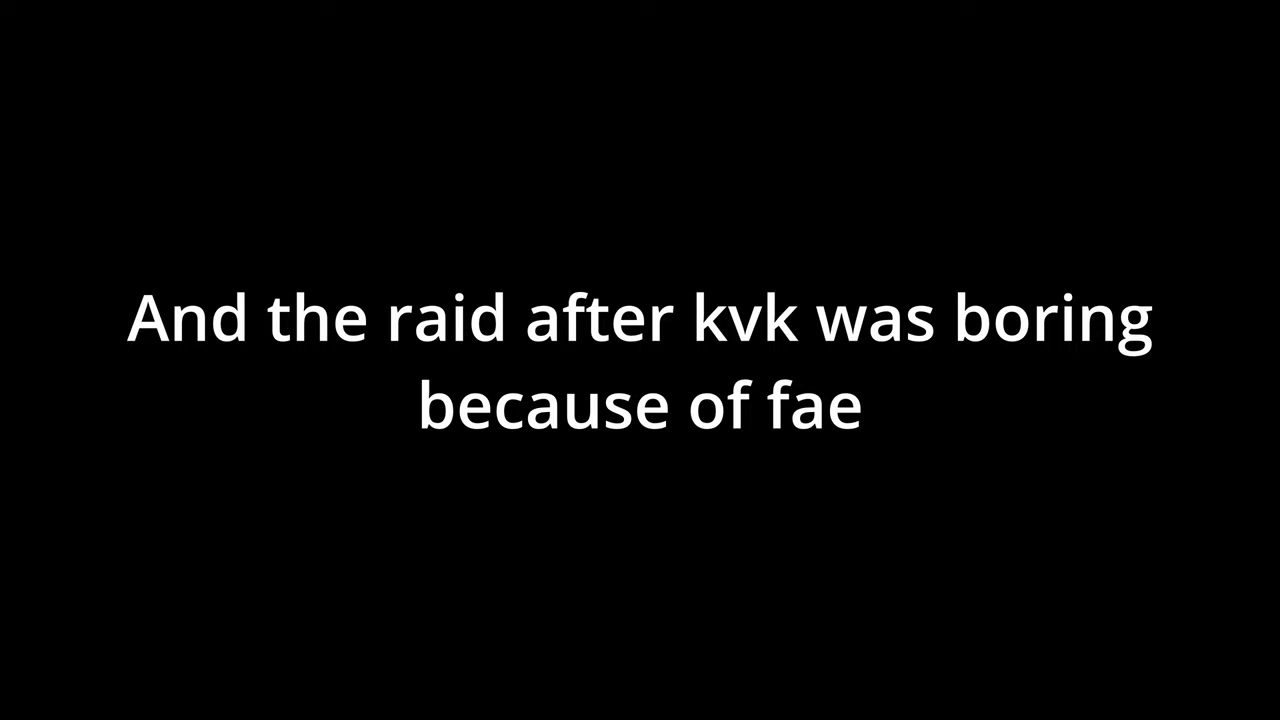 And the raid after kvk was boring
because of fae